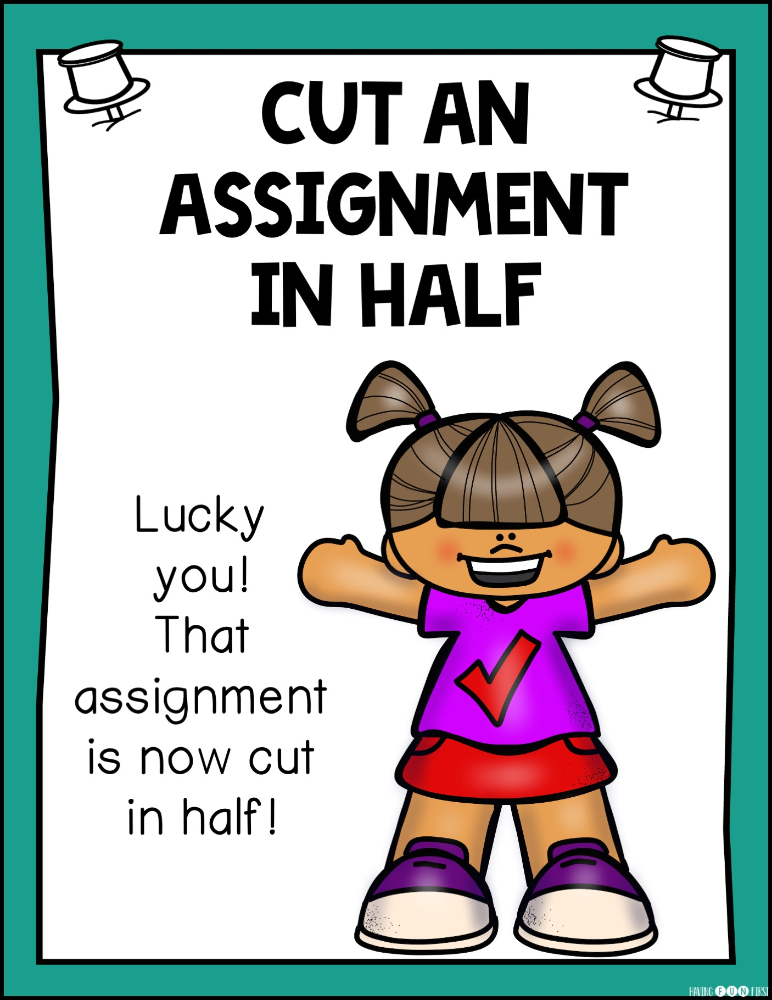 CUT AN
ASSIGNMENT
IN HALF
Lucky
you!
That
assignment
is now cut
in half!
HAVING FUN FIRST